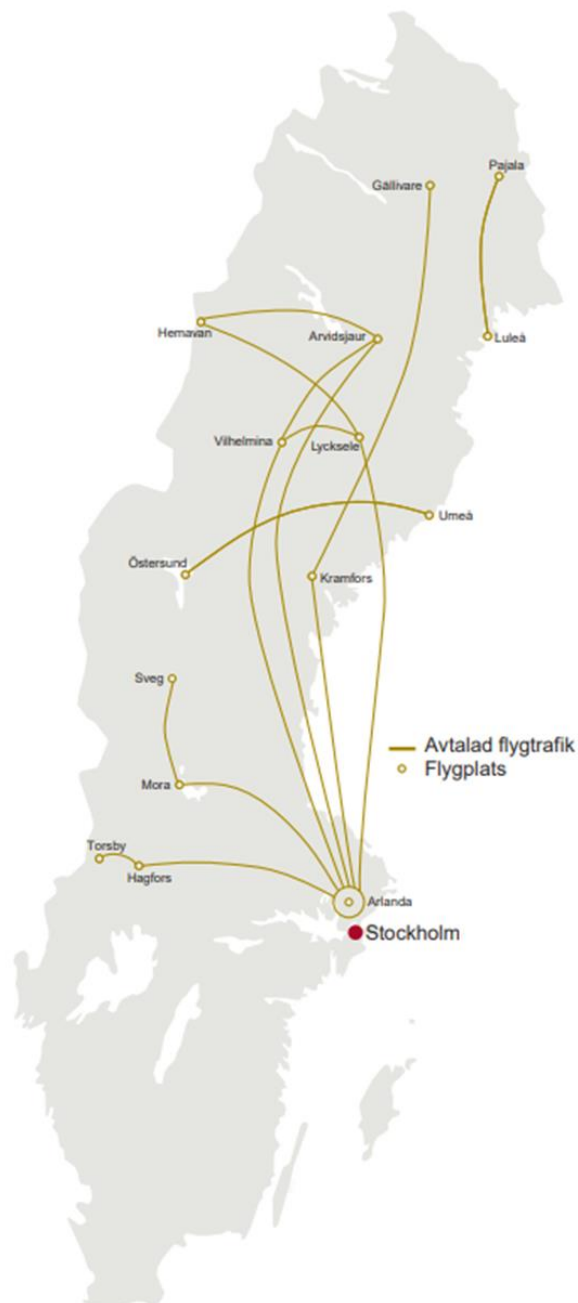 Pajala
Gällivare
Hemavan
Arvidsjaur
Luleå
Vilhelmina
Lycksele
Umeå
Östersund
Kramfors
Sveg
Avtalad flygtrafik
Flygplats
Mora
Torsby
Hagfors
Arlanda
Stockholm